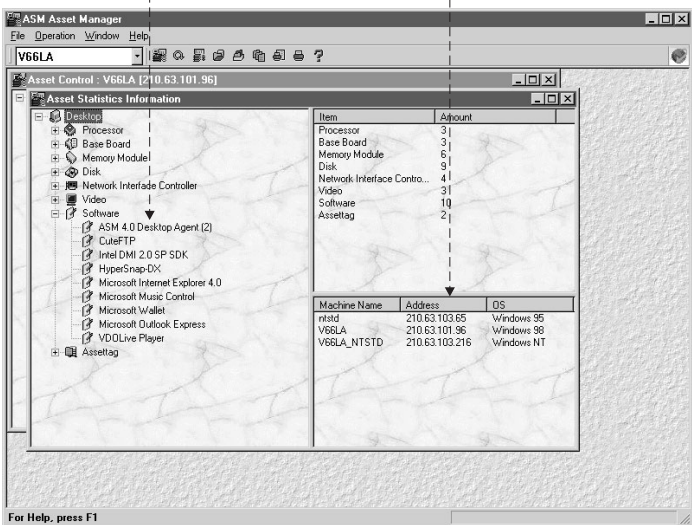 ASM Asset Manager
File Operation Window Help
V66LA
Asset Control : V66LA [210.63.101.96]
Asset Statistics Information
Desktop
Processor
Base Board
Memory Module
Disk
Network Interface Controller
Video
Software
ASM 4.0 Desktop Agent (2)
CuteFTP
Intel DMI 2.0 SP SDK
HyperSnap-DX
Microsoft Internet Explorer 4.0
Microsoft Music Control
Microsoft Wallet
Microsoft Outlook Express
VDOLive Player
Assettag
Item Amount
Processor 3
Base Board 3
Memory Module 6
Disk 9
Network Interface Contro... 4
Video 3
Software 10
Assettag 2
Machine Name Address OS
ntstd 210.63.103.65 Windows 95
V66LA 210.63.101.96 Windows 98
V66LA_NTSTD 210.63.103.216 Windows NT
For Help, press F1